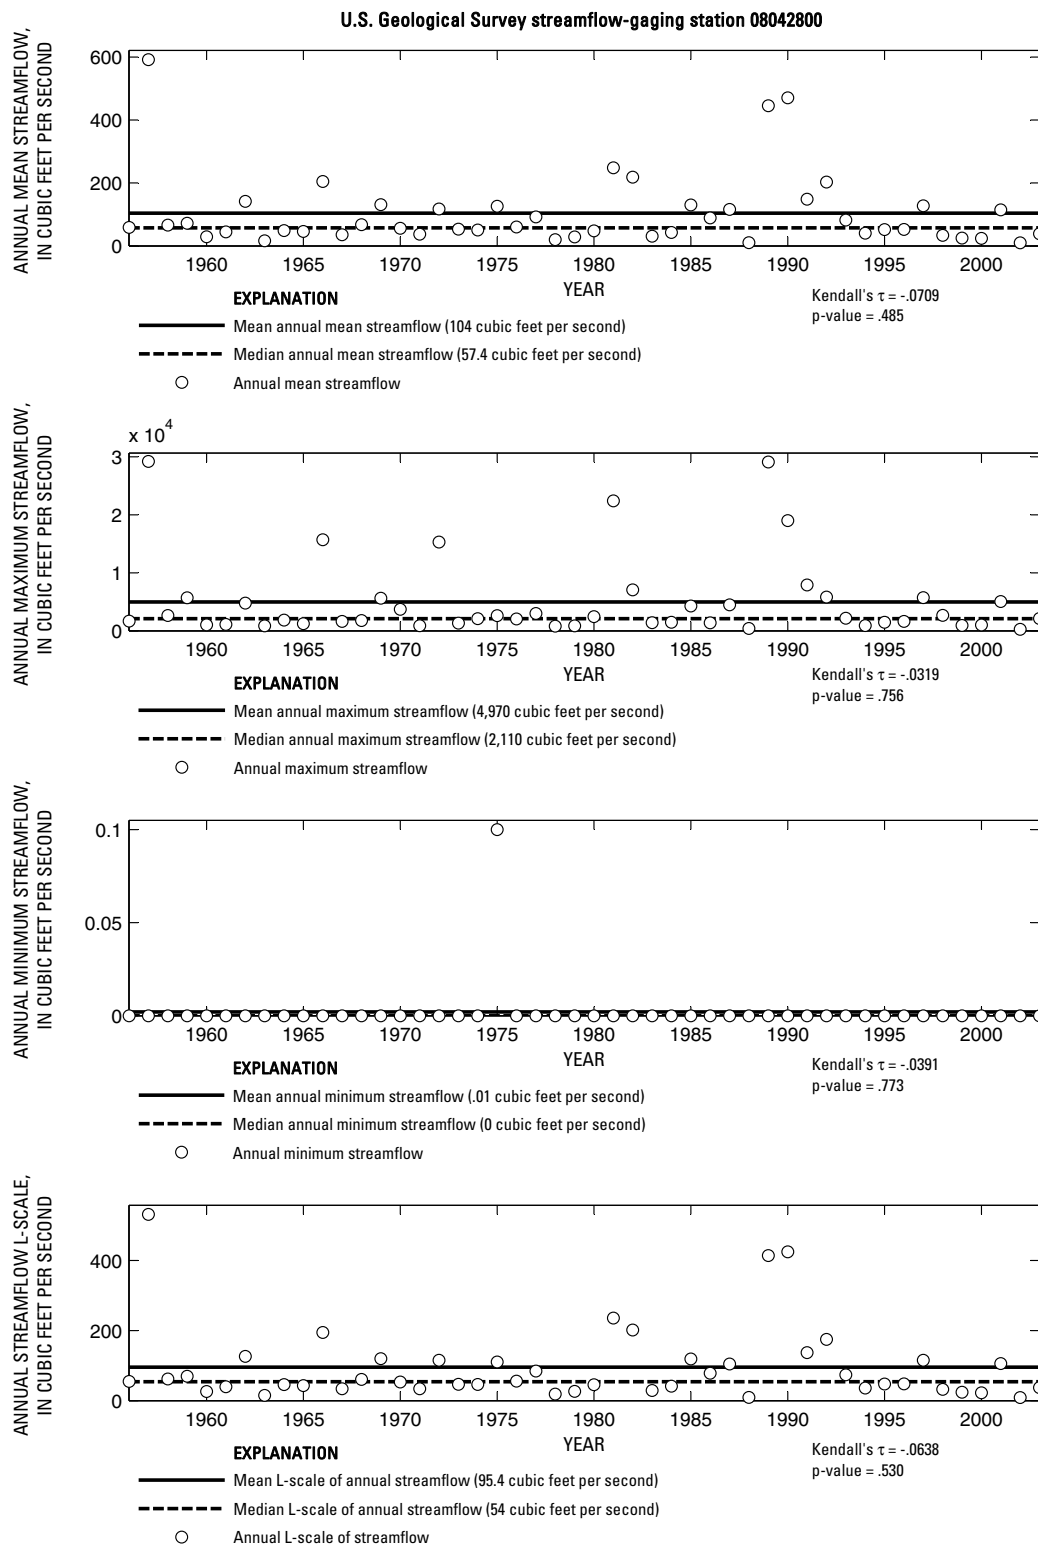 U.S. Geological Survey streamflow-gaging station 08042800
ANNUAL MEAN STREAMFLOW,
IN CUBIC FEET PER SECOND
600
400
200
0
1960 1965 1970 1975 1980 1985 1990 1995 2000
YEAR
Kendall's τ = -.0709
p-value = .485
EXPLANATION
Mean annual mean streamflow (104 cubic feet per second)
Median annual mean streamflow (57.4 cubic feet per second)
Annual mean streamflow
ANNUAL MAXIMUM STREAMFLOW,
IN CUBIC FEET PER SECOND
x 10^4
3
2
1
0
1960 1965 1970 1975 1980 1985 1990 1995 2000
YEAR
Kendall's τ = -.0319
p-value = .756
EXPLANATION
Mean annual maximum streamflow (4,970 cubic feet per second)
Median annual maximum streamflow (2,110 cubic feet per second)
Annual maximum streamflow
ANNUAL MINIMUM STREAMFLOW,
IN CUBIC FEET PER SECOND
0.1
0.05
0
1960 1965 1970 1975 1980 1985 1990 1995 2000
YEAR
Kendall's τ = -.0391
p-value = .773
EXPLANATION
Mean annual minimum streamflow (.01 cubic feet per second)
Median annual minimum streamflow (0 cubic feet per second)
Annual minimum streamflow
ANNUAL STREAMFLOW L-SCALE,
IN CUBIC FEET PER SECOND
400
200
0
1960 1965 1970 1975 1980 1985 1990 1995 2000
YEAR
Kendall's τ = -.0638
p-value = .530
EXPLANATION
Mean L-scale of annual streamflow (95.4 cubic feet per second)
Median L-scale of annual streamflow (54 cubic feet per second)
Annual L-scale of streamflow